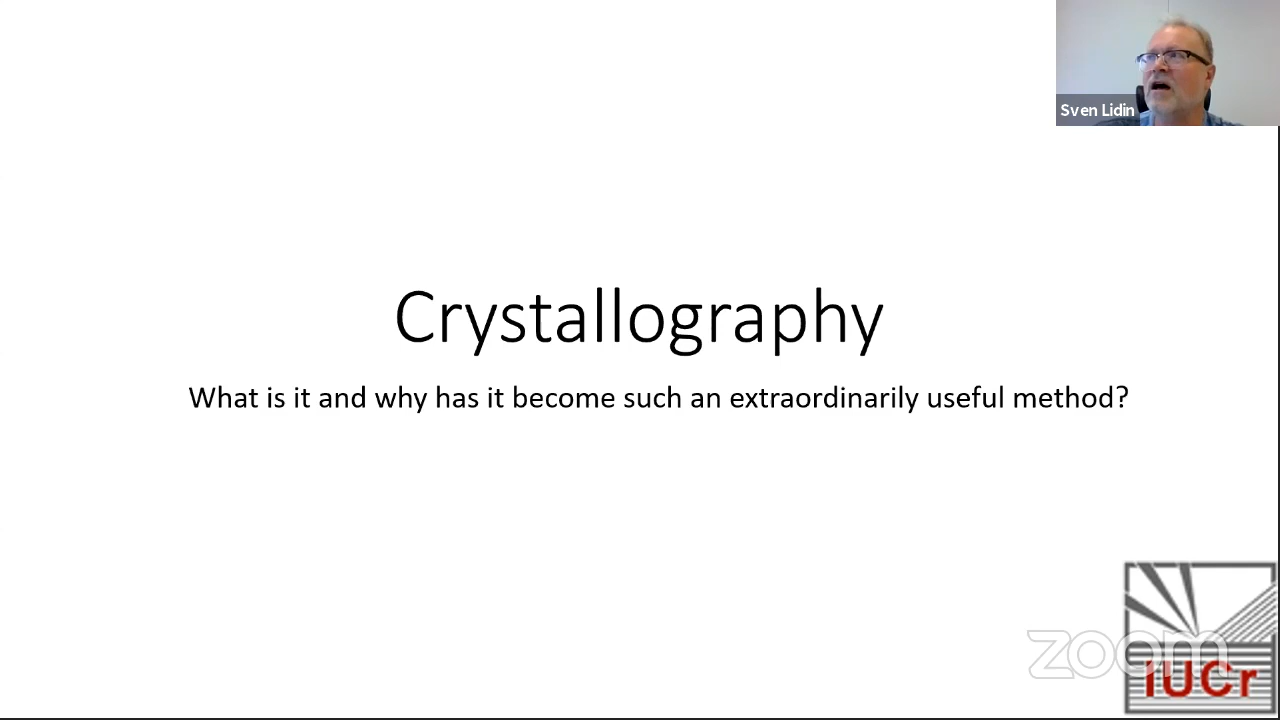 Sven Lidin
Crystallography
What is it and why has it become such an extraordinarily useful method?
zoom
IUCr